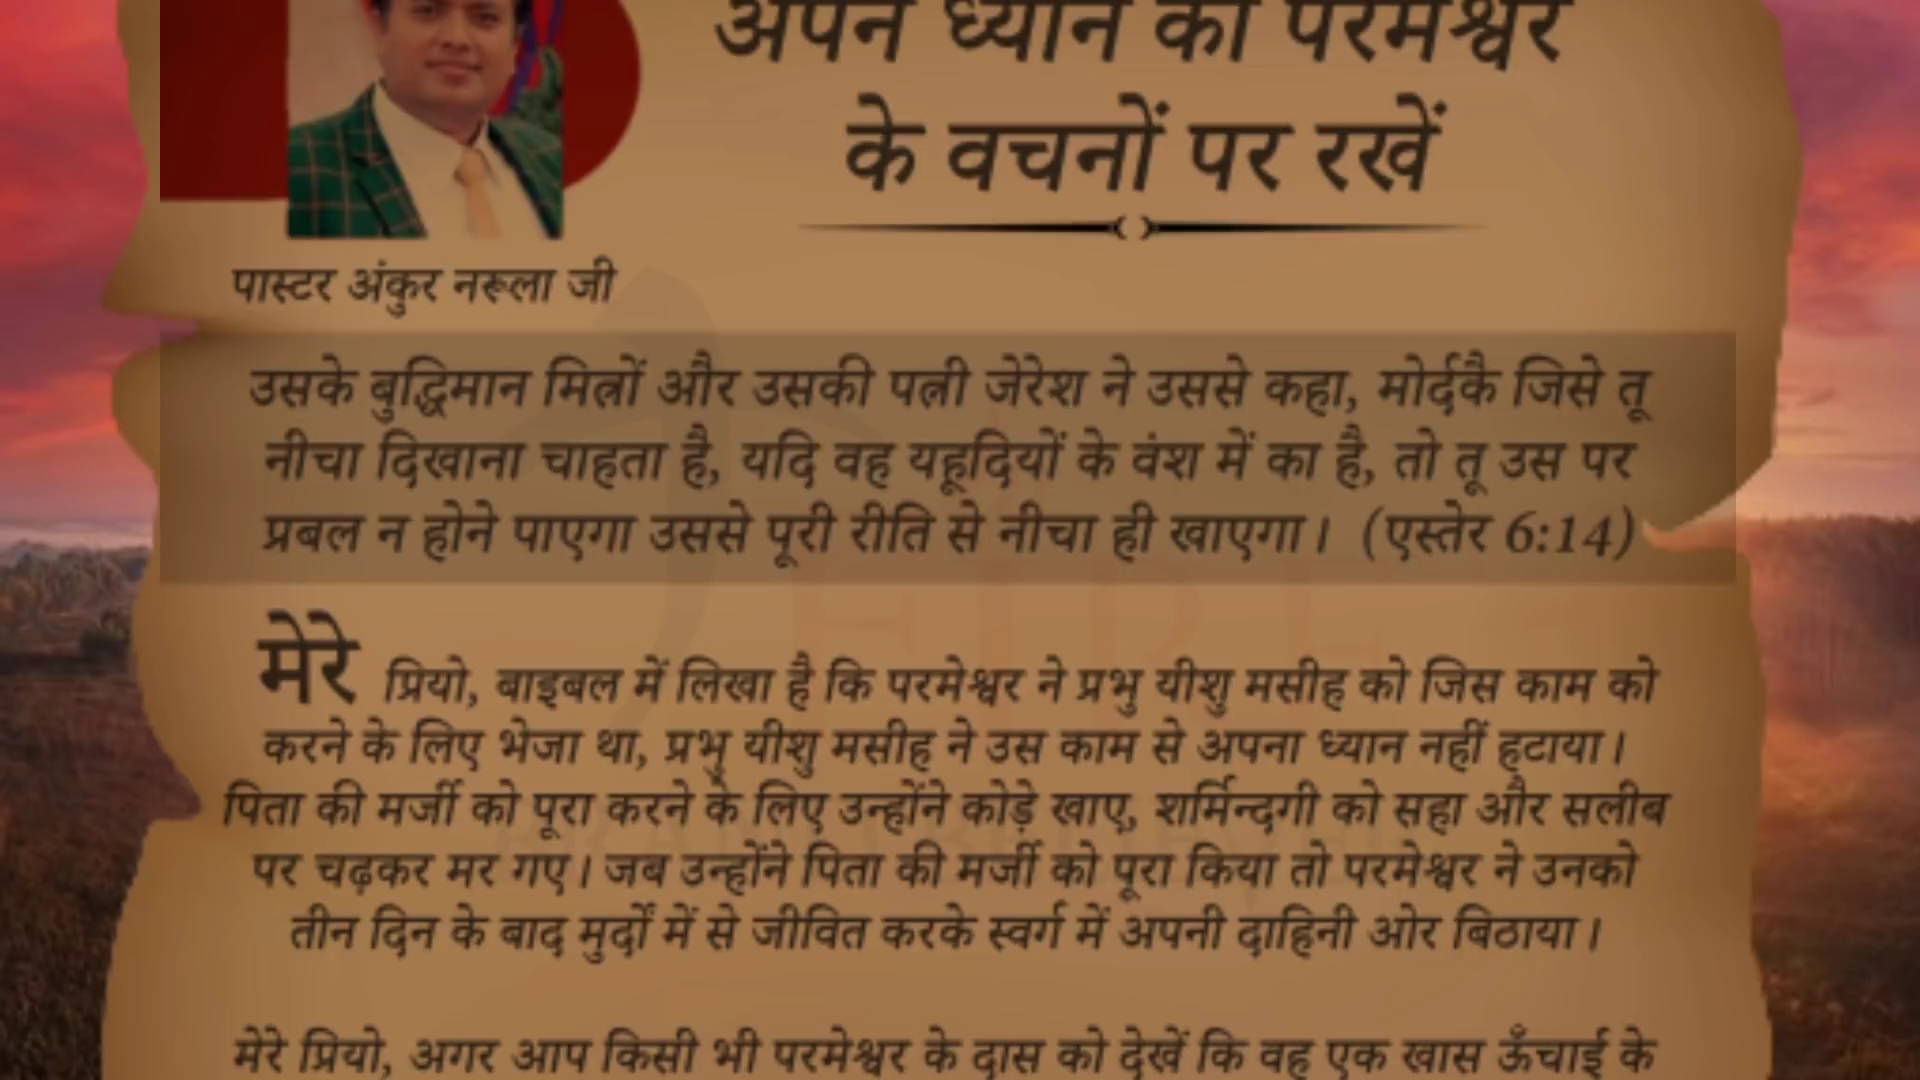 अपने ध्यान को परमेश्वर
के वचनों पर रखें
पास्टर अंकुर नरूला जी
उसके बुद्धिमान मित्रों और उसकी पत्नी जेरेश ने उससे कहा, मोर्दकै जिसे तू
नीचा दिखाना चाहता है, यदि वह यहूदियों के वंश में का है, तो तू उस पर
प्रबल न होने पाएगा उससे पूरी रीति से नीचा ही खाएगा। (एस्तेर 6:14)
मेरे प्रियो, बाइबल में लिखा है कि परमेश्वर ने प्रभु यीशु मसीह को जिस काम को
करने के लिए भेजा था, प्रभु यीशु मसीह ने उस काम से अपना ध्यान नहीं हटाया।
पिता की मर्जी को पूरा करने के लिए उन्होंने कोड़े खाए, शर्मिन्दगी को सहा और सलीब
पर चढ़कर मर गए। जब उन्होंने पिता की मर्जी को पूरा किया तो परमेश्वर ने उनको
तीन दिन के बाद मुर्दों में से जीवित करके स्वर्ग में अपनी दाहिनी ओर बिठाया।
मेरे प्रियो, अगर आप किसी भी परमेश्वर के दास को देखें कि वह एक खास ऊँचाई के